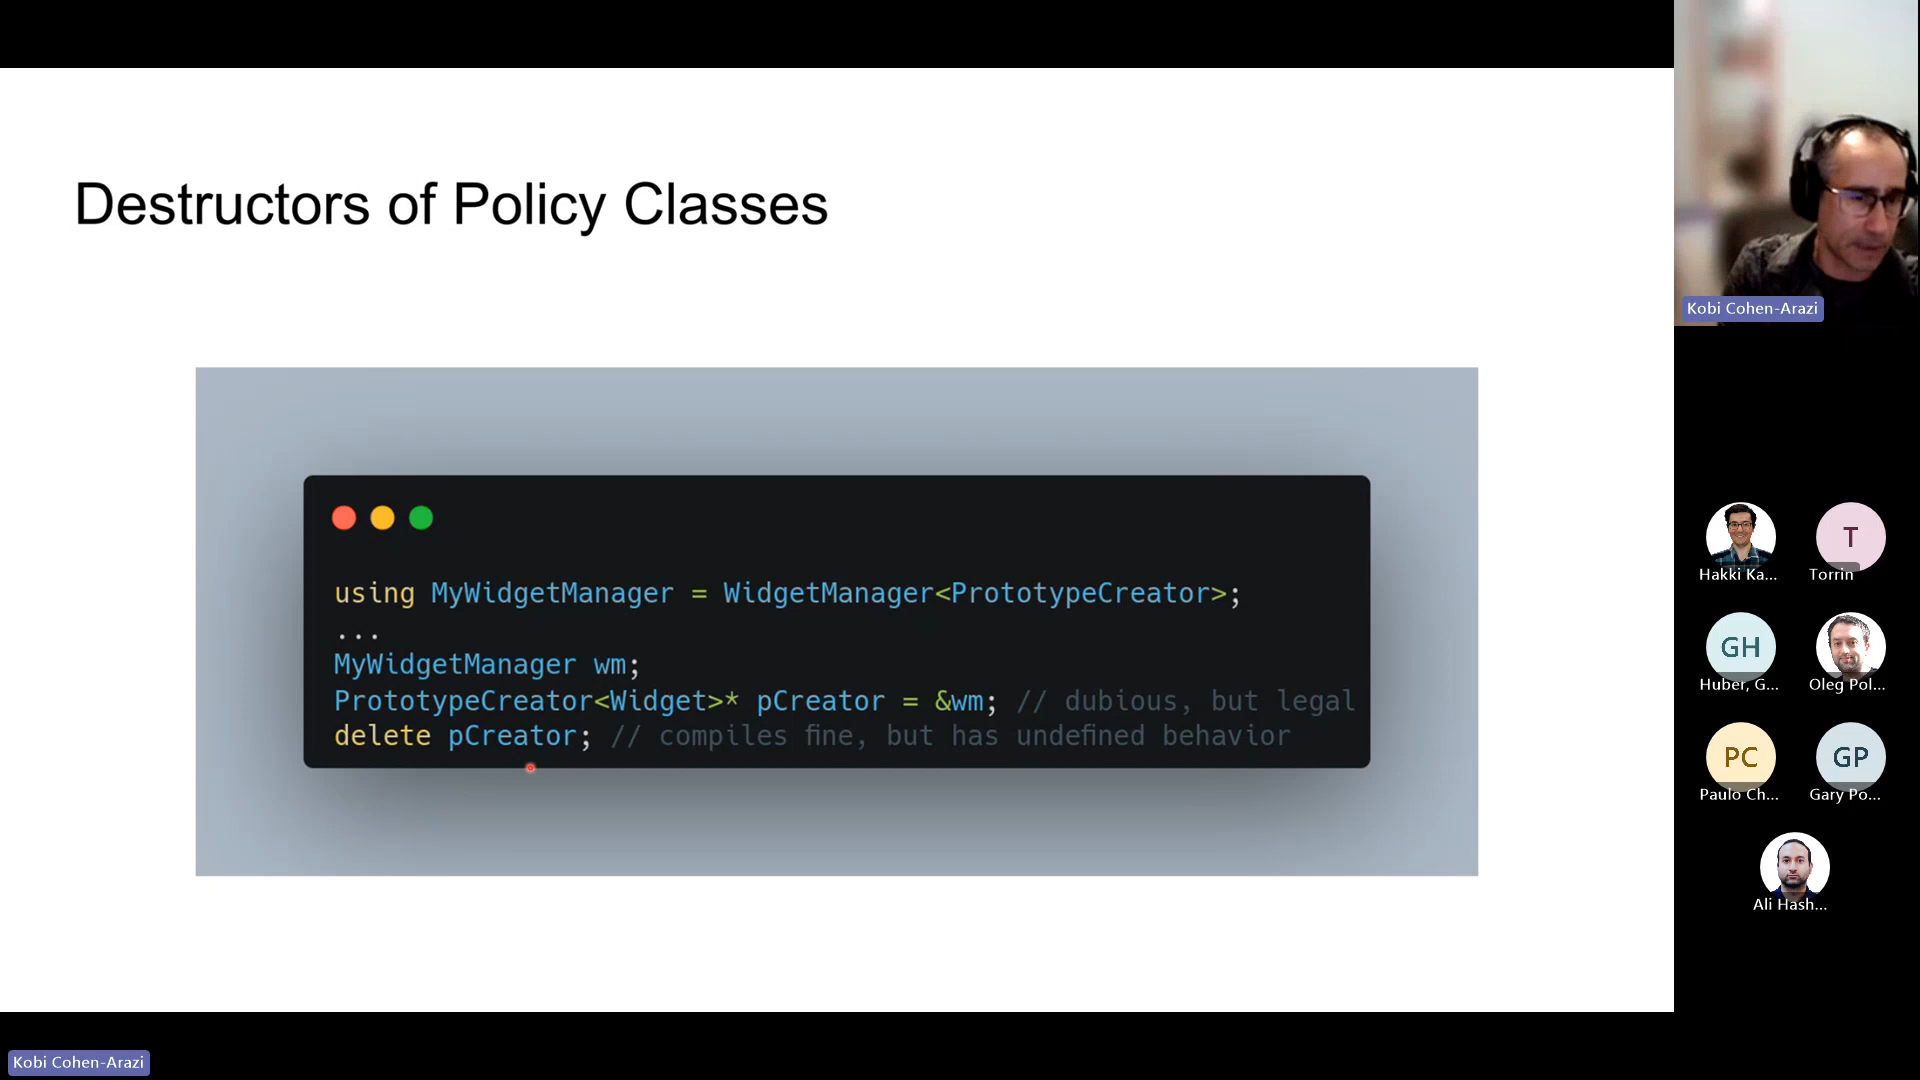 Destructors of Policy Classes
using MyWidgetManager = WidgetManager<PrototypeCreator>;
...
MyWidgetManager wm;
PrototypeCreator<Widget>* pCreator = &wm; // dubious, but legal
delete pCreator; // compiles fine, but has undefined behavior
Kobi Cohen-Arazi
Hakki Ka...
T
Torrin
GH
Huber, G...
Oleg Pol...
PC
Paulo Ch...
GP
Gary Po...
Ali Hash...
Kobi Cohen-Arazi